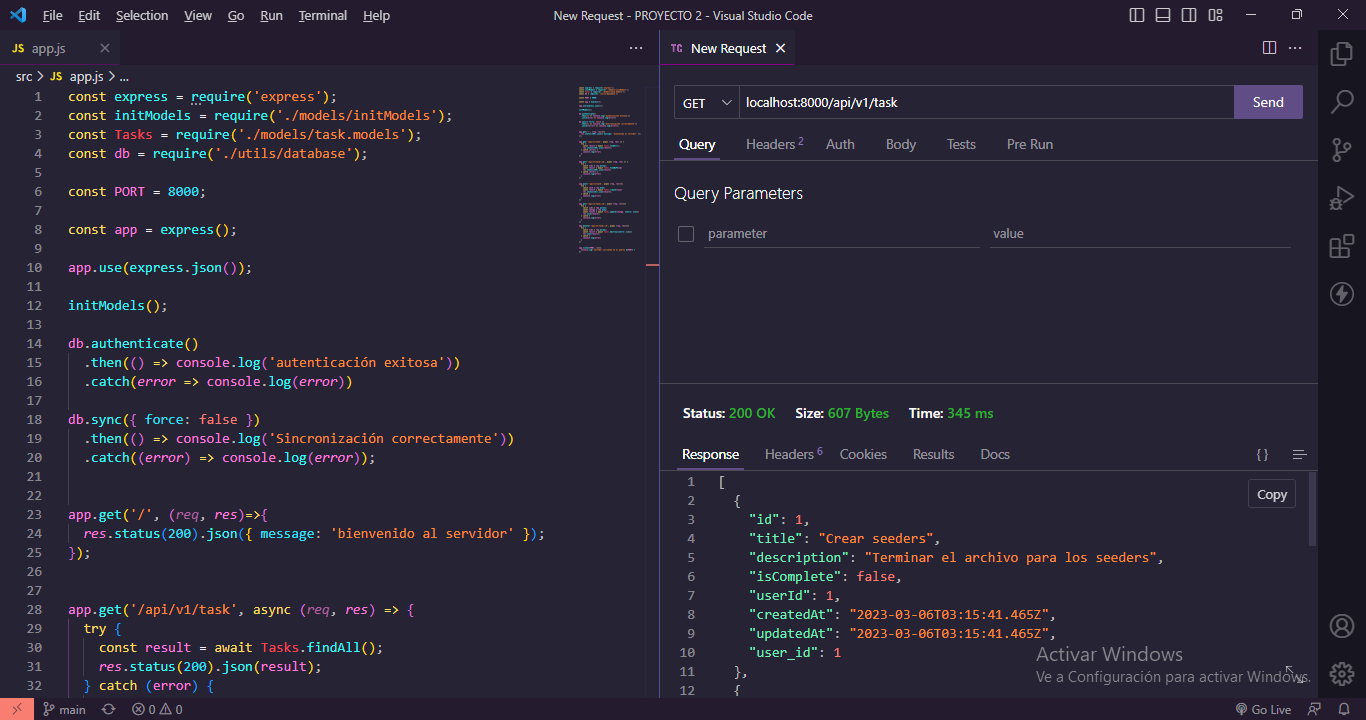 File Edit Selection View Go Run Terminal Help
New Request - PROYECTO 2 - Visual Studio Code
JS app.js
src > JS app.js > ...
1 const express = require('express');
2 const initModels = require('./models/initModels');
3 const Tasks = require('./models/task.models');
4 const db = require('./utils/database');
5
6 const PORT = 8000;
7
8 const app = express();
9
10 app.use(express.json());
11
12 initModels();
13
14 db.authenticate()
15 .then(() => console.log('autenticación exitosa'))
16 .catch(error => console.log(error))
17
18 db.sync({ force: false })
19 .then(() => console.log('Sincronización correctamente'))
20 .catch((error) => console.log(error));
21
22
23 app.get('/', (req, res)=>{
24 res.status(200).json({ message: 'bienvenido al servidor' });
25 });
26
27
28 app.get('/api/v1/task', async (req, res) => {
29 try {
30 const result = await Tasks.findAll();
31 res.status(200).json(result);
32 } catch (error) {
TC New Request
GET localhost:8000/api/v1/task Send
Query Headers 2 Auth Body Tests Pre Run
Query Parameters
parameter value
Status: 200 OK Size: 607 Bytes Time: 345 ms
Response Headers 6 Cookies Results Docs {}
Copy
1 [
2 {
3 "id": 1,
4 "title": "Crear seeders",
5 "description": "Terminar el archivo para los seeders",
6 "isComplete": false,
7 "userId": 1,
8 "createdAt": "2023-03-06T03:15:41.465Z",
9 "updatedAt": "2023-03-06T03:15:41.465Z",
10 "user_id": 1
11 },
12 {
Activar Windows
Ve a Configuración para activar Windows.
main 0 0 Go Live